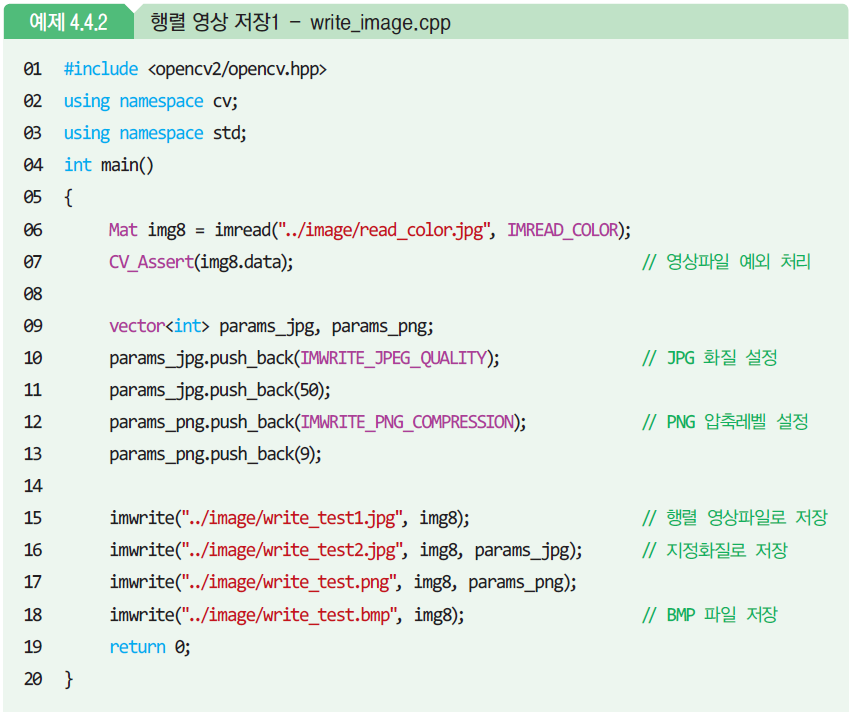 예제 4.4.2 행렬 영상 저장1 - write_image.cpp
01 #include <opencv2/opencv.hpp>
02 using namespace cv;
03 using namespace std;
04 int main()
05 {
06 Mat img8 = imread("../image/read_color.jpg", IMREAD_COLOR);
07 CV_Assert(img8.data); // 영상파일 예외 처리
08
09 vector<int> params_jpg, params_png;
10 params_jpg.push_back(IMWRITE_JPEG_QUALITY); // JPG 화질 설정
11 params_jpg.push_back(50);
12 params_png.push_back(IMWRITE_PNG_COMPRESSION); // PNG 압축레벨 설정
13 params_png.push_back(9);
14
15 imwrite("../image/write_test1.jpg", img8); // 행렬 영상파일로 저장
16 imwrite("../image/write_test2.jpg", img8, params_jpg); // 지정화질로 저장
17 imwrite("../image/write_test.png", img8, params_png);
18 imwrite("../image/write_test.bmp", img8); // BMP 파일 저장
19 return 0;
20 }